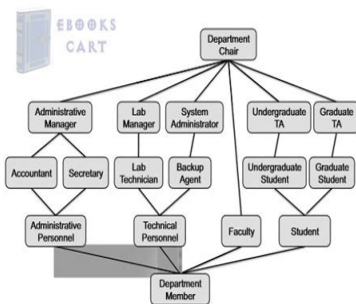 EBOOKS
CART
Department
Chair
Administrative
Manager
Lab
Manager
System
Administrator
Undergraduate
TA
Graduate
TA
Accountant
Secretary
Lab
Technician
Backup
Agent
Undergraduate
Student
Graduate
Student
Administrative
Personnel
Technical
Personnel
Faculty
Student
Department
Member